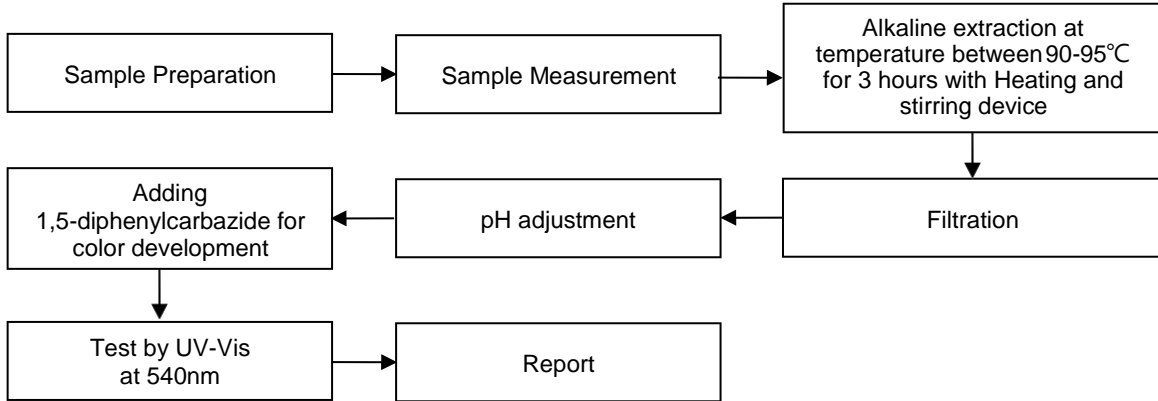 Sample Preparation
Sample Measurement
Alkaline extraction at
temperature between 90-95℃
for 3 hours with Heating and
stirring device
Filtration
pH adjustment
Adding
1,5-diphenylcarbazide for
color development
Test by UV-Vis
at 540nm
Report